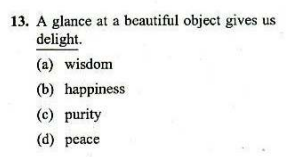 13. A glance at a beautiful object gives us
delight.
(a) wisdom
(b) happiness
(c) purity
(d) peace